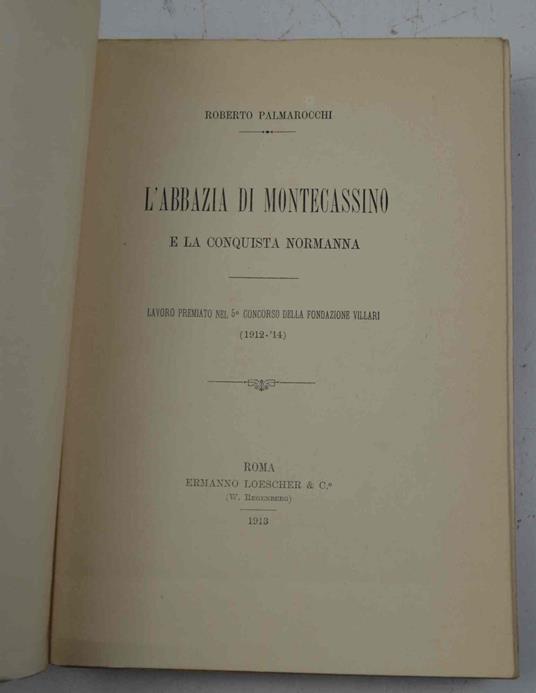 ROBERTO PALMAROCCHI
L'ABBAZIA DI MONTECASSINO
E LA CONQUISTA NORMANNA
LAVORO PREMIATO NEL 5º CONCORSO DELLA FONDAZIONE VILLARI
(1912-'14)
ROMA
ERMANNO LOESCHER & C.º
(W. REGENBERG)
1913